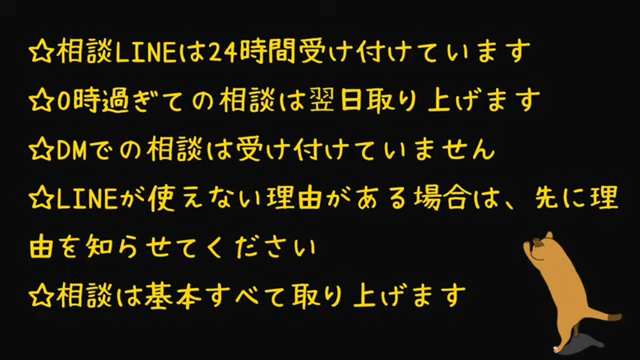 ☆相談LINEは24時間受け付けています
☆0時過ぎての相談は翌日取り上げます
☆DMでの相談は受け付けていません
☆LINEが使えない理由がある場合は、先に理
由を知らせてください
☆相談は基本すべて取り上げます